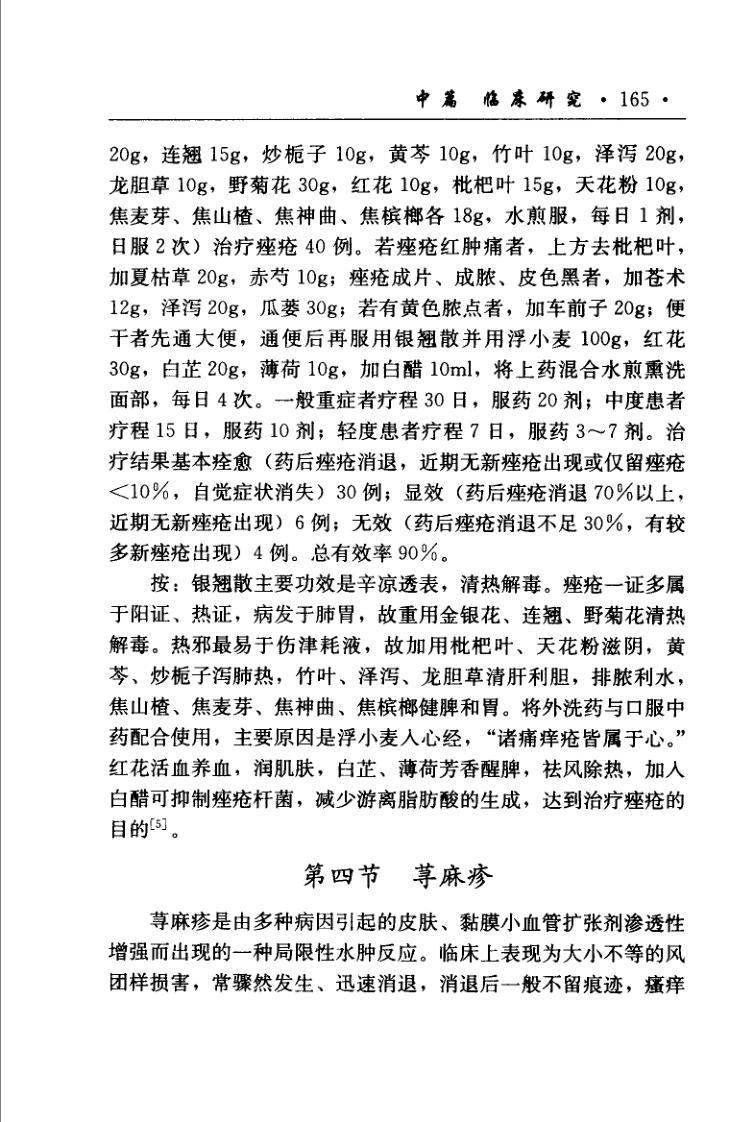 中篇 临床研究 · 165 ·
20g，连翘 15g，炒栀子 10g，黄芩 10g，竹叶 10g，泽泻 20g，
龙胆草 10g，野菊花 30g，红花 10g，枇杷叶 15g，天花粉 10g，
焦麦芽、焦山楂、焦神曲、焦槟榔各 18g，水煎服，每日 1 剂，
日服 2 次）治疗痤疮 40 例。若痤疮红肿痛者，上方去枇杷叶，
加夏枯草 20g，赤芍 10g；痤疮成片、成脓、皮色黑者，加苍术
12g，泽泻 20g，瓜蒌 30g；若有黄色脓点者，加车前子 20g；便
干者先通大便，通便后再服用银翘散并用浮小麦 100g，红花
30g，白芷 20g，薄荷 10g，加白醋 10ml，将上药混合水煎熏洗
面部，每日 4 次。一般重症者疗程 30 日，服药 20 剂；中度患者
疗程 15 日，服药 10 剂；轻度患者疗程 7 日，服药 3～7 剂。治
疗结果基本痊愈（药后痤疮消退，近期无新痤疮出现或仅留痤疮
＜10％，自觉症状消失）30 例；显效（药后痤疮消退 70％以上，
近期无新痤疮出现）6 例；无效（药后痤疮消退不足 30％，有较
多新痤疮出现）4 例。总有效率 90％。
按：银翘散主要功效是辛凉透表，清热解毒。痤疮一证多属
于阳证、热证，病发于肺胃，故重用金银花、连翘、野菊花清热
解毒。热邪最易于伤津耗液，故加用枇杷叶、天花粉滋阴，黄
芩、炒栀子泻肺热，竹叶、泽泻、龙胆草清肝利胆，排脓利水，
焦山楂、焦麦芽、焦神曲、焦槟榔健脾和胃。将外洗药与口服中
药配合使用，主要原因是浮小麦人心经，“诸痛痒疮皆属于心。”
红花活血养血，润肌肤，白芷、薄荷芳香醒脾，祛风除热，加人
白醋可抑制痤疮杆菌，减少游离脂肪酸的生成，达到治疗痤疮的
目的[5]。
第四节 荨麻疹
荨麻疹是由多种病因引起的皮肤、黏膜小血管扩张剂渗透性
增强而出现的一种局限性水肿反应。临床上表现为大小不等的风
团样损害，常骤然发生、迅速消退，消退后一般不留痕迹，瘙痒